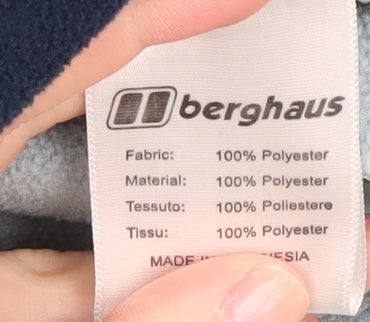 berghaus
Fabric: 100% Polyester
Material: 100% Polyester
Tessuto: 100% Poliestere
Tissu: 100% Polyester
MADE